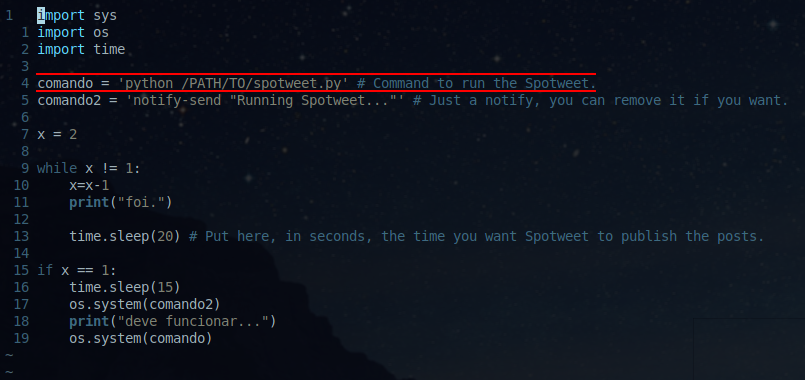 1 import sys
1 import os
2 import time
3
4 comando = 'python /PATH/TO/spotweet.py' # Command to run the Spotweet.
5 comando2 = 'notify-send "Running Spotweet..."' # Just a notify, you can remove it if you want.
6
7 x = 2
8
9 while x != 1:
10     x=x-1
11     print("foi.")
12
13     time.sleep(20) # Put here, in seconds, the time you want Spotweet to publish the posts.
14
15 if x == 1:
16     time.sleep(15)
17     os.system(comando2)
18     print("deve funcionar...")
19     os.system(comando)
~
~